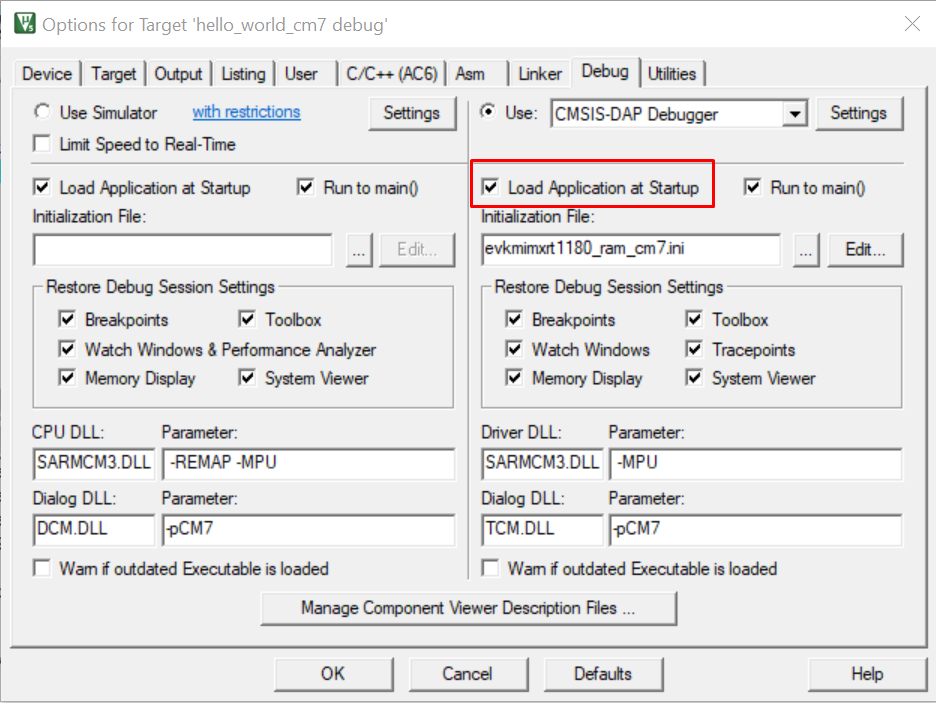 Options for Target 'hello_world_cm7 debug'
Device Target Output Listing User C/C++ (AC6) Asm Linker Debug Utilities
Use Simulator with restrictions Settings
Limit Speed to Real-Time
Load Application at Startup Run to main()
Initialization File:
... Edit...
Restore Debug Session Settings
Breakpoints Toolbox
Watch Windows & Performance Analyzer
Memory Display System Viewer
CPU DLL: Parameter:
SARMCM3.DLL -REMAP -MPU
Dialog DLL: Parameter:
DCM.DLL -pCM7
Warn if outdated Executable is loaded
Use: CMSIS-DAP Debugger Settings
Load Application at Startup Run to main()
Initialization File:
evkmimxrt1180_ram_cm7.ini ... Edit...
Restore Debug Session Settings
Breakpoints Toolbox
Watch Windows Tracepoints
Memory Display System Viewer
Driver DLL: Parameter:
SARMCM3.DLL -MPU
Dialog DLL: Parameter:
TCM.DLL -pCM7
Warn if outdated Executable is loaded
Manage Component Viewer Description Files ...
OK Cancel Defaults Help